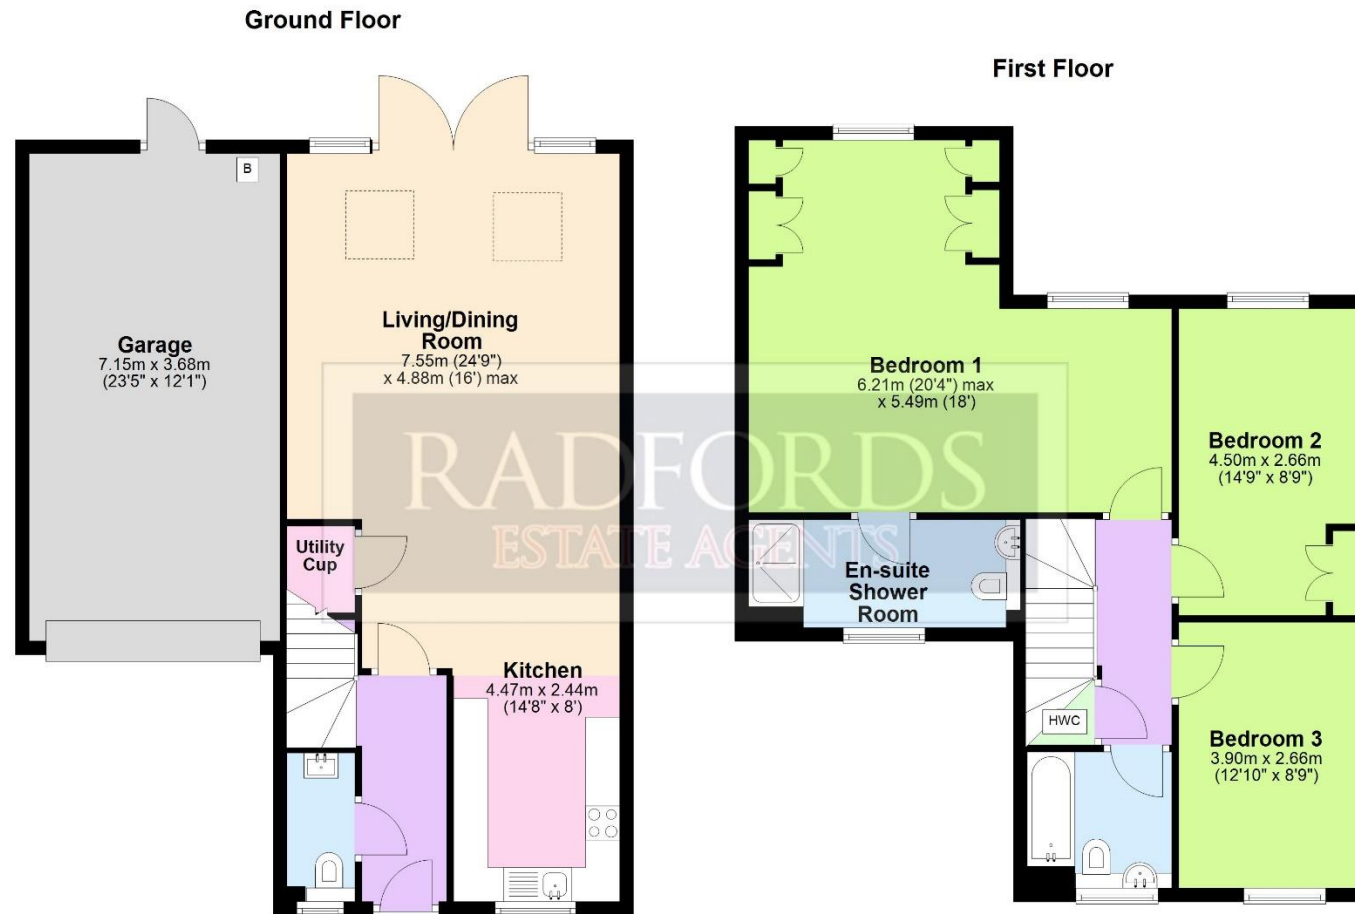 Ground Floor
First Floor
B
Garage
7.15m x 3.68m
(23'5" x 12'1")
Living/Dining
Room
7.55m (24'9")
x 4.88m (16') max
Utility
Cup
Kitchen
4.47m x 2.44m
(14'8" x 8')
Bedroom 1
6.21m (20'4") max
x 5.49m (18')
Bedroom 2
4.50m x 2.66m
(14'9" x 8'9")
En-suite
Shower
Room
HWC
Bedroom 3
3.90m x 2.66m
(12'10" x 8'9")
RADFORDS
ESTATE AGENTS